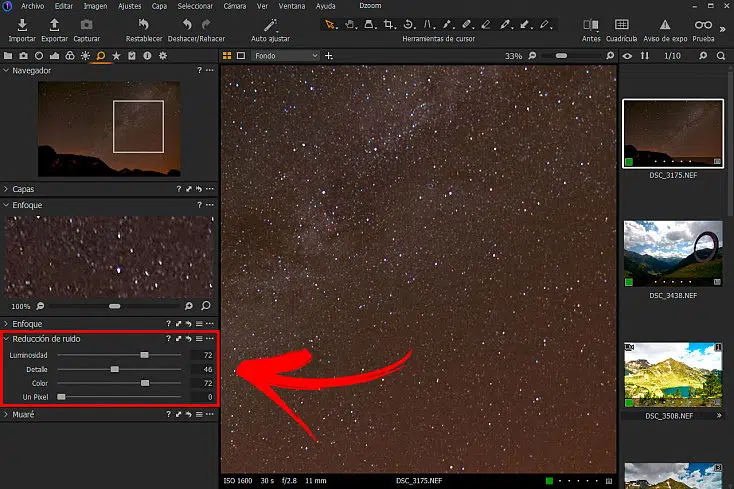 Archivo Editar Imagen Ajustes Capa Seleccionar Cámara Ver Ventana Ayuda Dzoom
Importar Exportar Capturar Restablecer Deshacer/Rehacer Auto ajustar Herramientas de cursor Antes Cuadrícula Aviso de expo Prueba
Fondo 33% 1/10
Navegador
Capas
Enfoque
100%
Enfoque
Reducción de ruido
Luminosidad 72
Detalle 46
Color 72
Un Pixel 0
Muaré
ISO 1600 30 s f/2.8 11 mm DSC_3175.NEF
DSC_3175.NEF
DSC_3438.NEF
1
DSC_3508.NEF
3